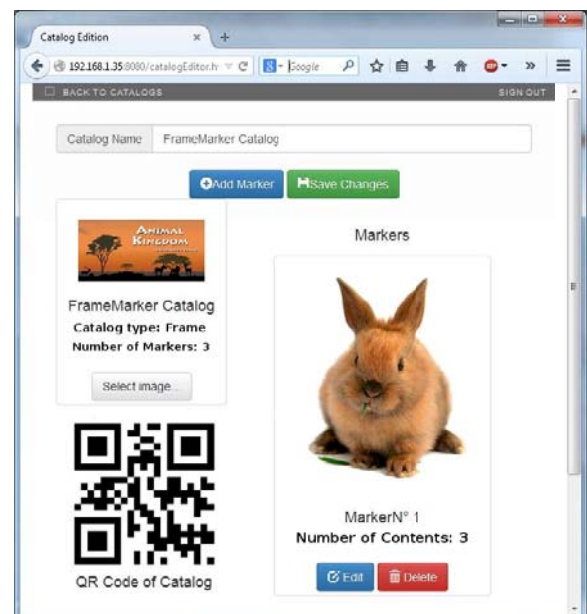 Catalog Edition
192.168.1.35:8080/catalogEditor.h
Google
BACK TO CATALOGS
SIGN OUT
Catalog Name
FrameMarker Catalog
Add Marker
Save Changes
ANIMAL
KINGDOM
FrameMarker Catalog
Catalog type: Frame
Number of Markers: 3
Select image...
QR Code of Catalog
Markers
MarkerN° 1
Number of Contents: 3
Edit
Delete